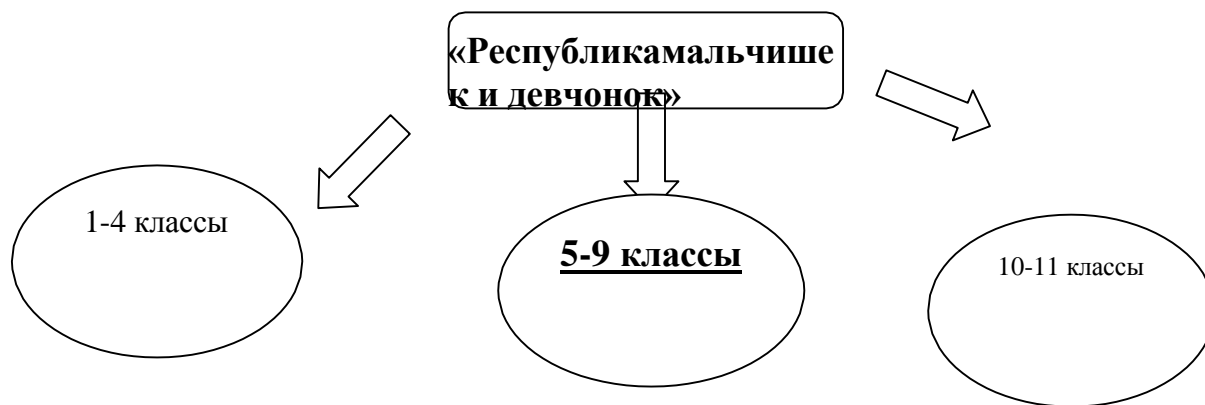 «Республикамальчише
к и девчонок»
1-4 классы
5-9 классы
10-11 классы